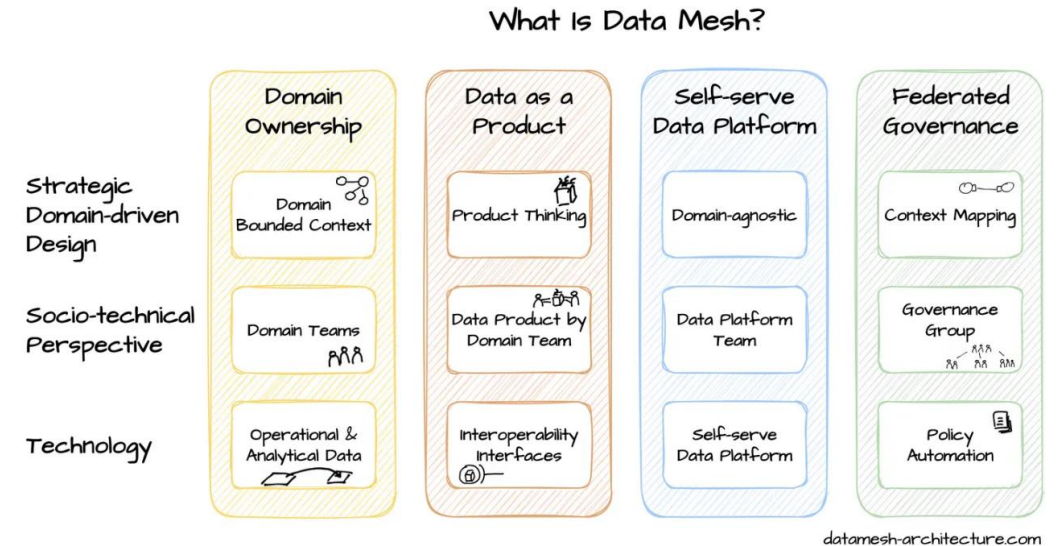 What Is Data Mesh?
Domain
Ownership
Data as a
Product
Self-serve
Data Platform
Federated
Governance
Strategic
Domain-driven
Design
Domain
Bounded Context
Product Thinking
Domain-agnostic
Context Mapping
Socio-technical
Perspective
Domain Teams
Data Product by
Domain Team
Data Platform
Team
Governance
Group
Technology
Operational &
Analytical Data
Interoperability
Interfaces
Self-serve
Data Platform
Policy
Automation
datamesh-architecture.com